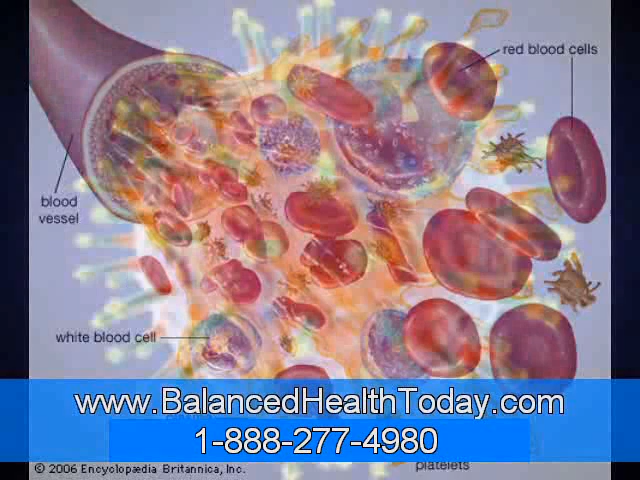 red blood cells
blood
vessel
white blood cell
www.BalancedHealthToday.com
1-888-277-4980
platelets
© 2006 Encyclopædia Britannica, Inc.